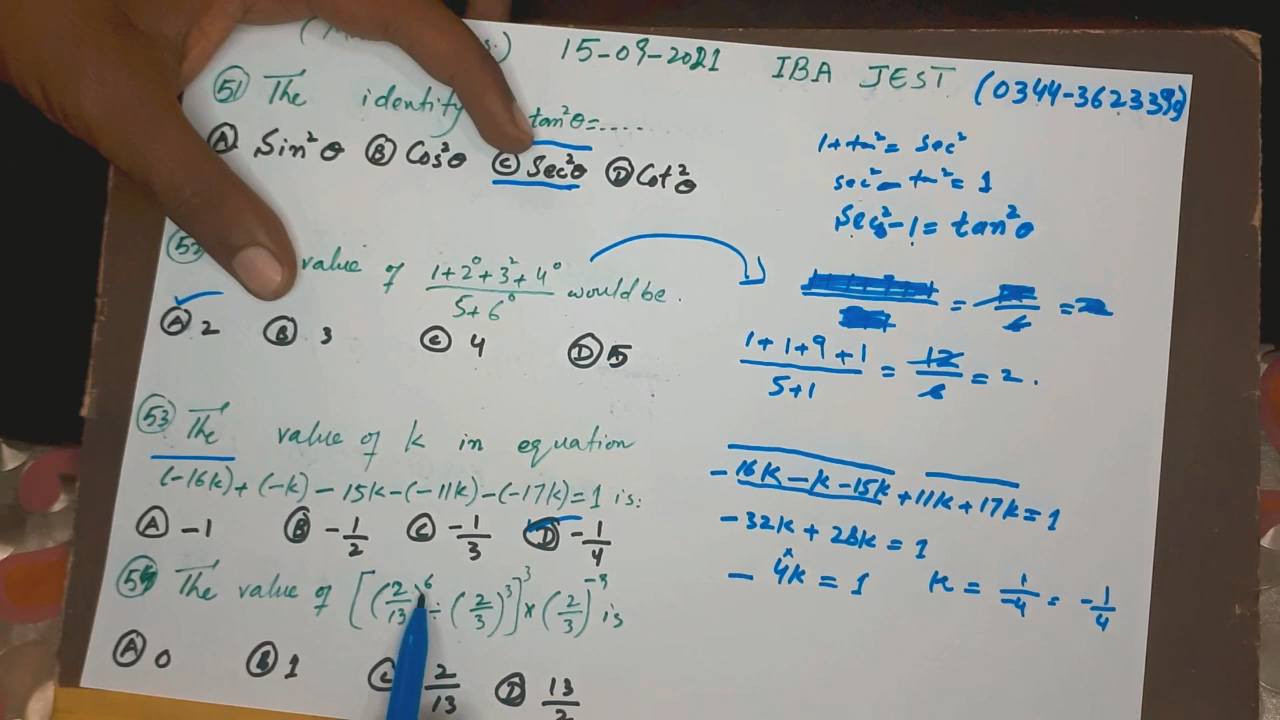 15-09-2021 IBA JEST (0344-3623399)
51 The identity tan²θ=....
A Sin²θ B Cos²θ C Sec²θ D Cot²θ
1+tan²= sec²
sec²-tan²=1
Sec²-1= tan²θ
52 value of (1+2⁰+3²+4⁰)/(5+6⁰) would be.
A 2 B 3 C 4 D 5
(1+1+9+1)/(5+1) = 12/6 = 2.
53 The value of k in equation
(-16k)+(-k)-15k-(-11k)-(-17k)=1 is:
A -1 B -1/2 C -1/3 D -1/4
-16k-k-15k+11k+17k=1
-32k+28k=1
-4k=1 k=1/-4=-1/4
54 The value of [(2/13)⁶÷(2/3)³]³×(2/3)⁻³ is
A 0 B 1 C 2/13 D 13/2